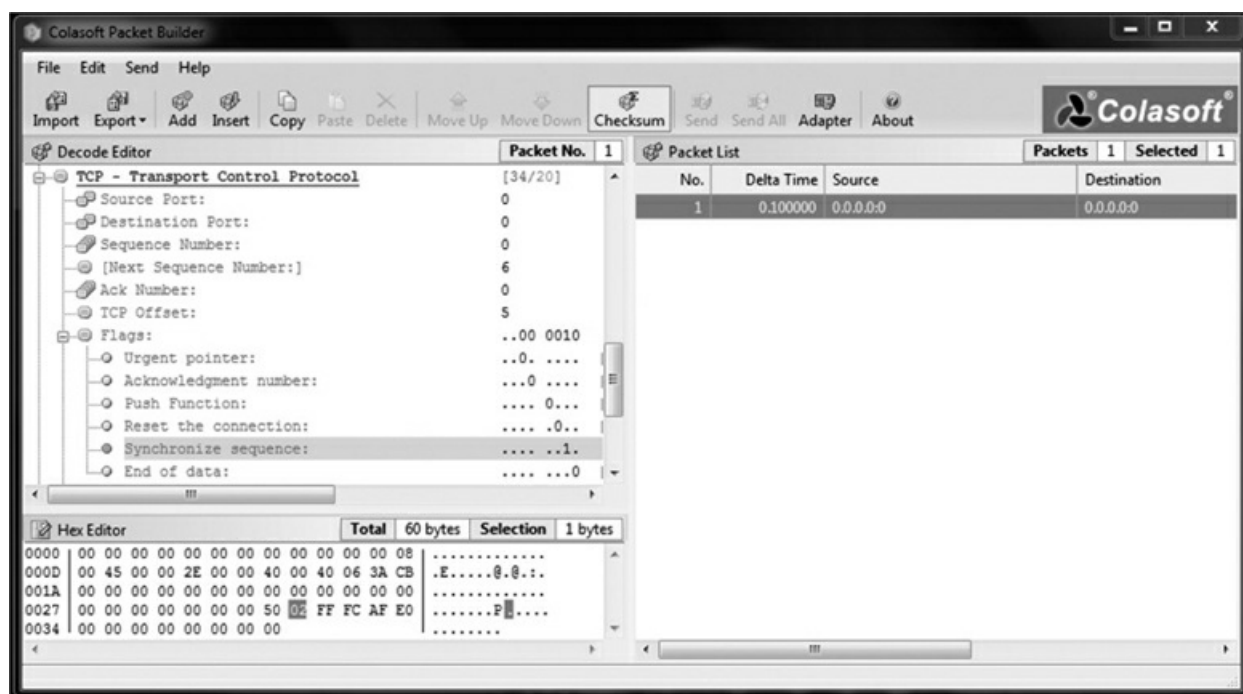 Colasoft Packet Builder
File Edit Send Help
Import Export Add Insert Copy Paste Delete Move Up Move Down Checksum Send Send All Adapter About
Colasoft
Decode Editor Packet No. 1
TCP - Transport Control Protocol [34/20]
Source Port: 0
Destination Port: 0
Sequence Number: 0
[Next Sequence Number:] 6
Ack Number: 0
TCP Offset: 5
Flags: ..00 0010
Urgent pointer: ..0. ....
Acknowledgment number: ...0 ....
Push Function: .... 0...
Reset the connection: .... .0..
Synchronize sequence: .... ..1.
End of data: .... ...0
Hex Editor Total 60 bytes Selection 1 bytes
0000 00 00 00 00 00 00 00 00 00 00 00 00 08 .............
000D 00 45 00 00 2E 00 00 40 00 40 06 3A CB .E.....@.@.:.
001A 00 00 00 00 00 00 00 00 00 00 00 00 00 .............
0027 00 00 00 00 00 00 00 50 02 FF FC AF E0 .......P.....
0034 00 00 00 00 00 00 00 00 ........
Packet List Packets 1 Selected 1
No. Delta Time Source Destination
1 0.100000 0.0.0.0:0 0.0.0.0:0